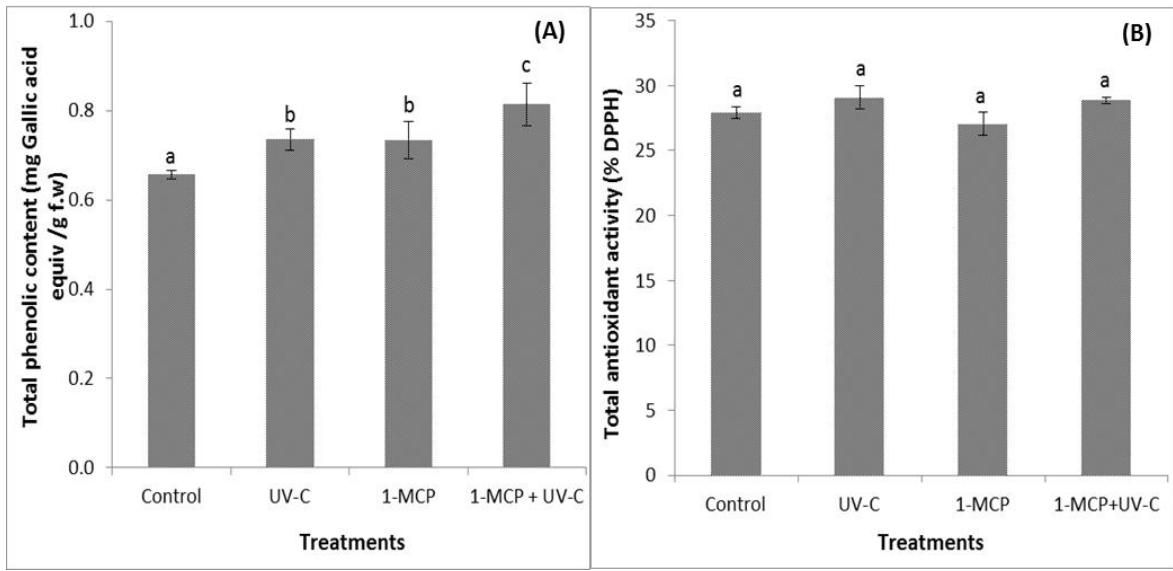 (A)
Total phenolic content (mg Gallic acid
equiv /g f.w)
1.0
0.8
0.6
0.4
0.2
0.0
a
b
b
c
Control
UV-C
1-MCP
1-MCP + UV-C
Treatments
(B)
Total antioxidant activity (% DPPH)
35
30
25
20
15
10
5
0
a
a
a
a
Control
UV-C
1-MCP
1-MCP+UV-C
Treatments